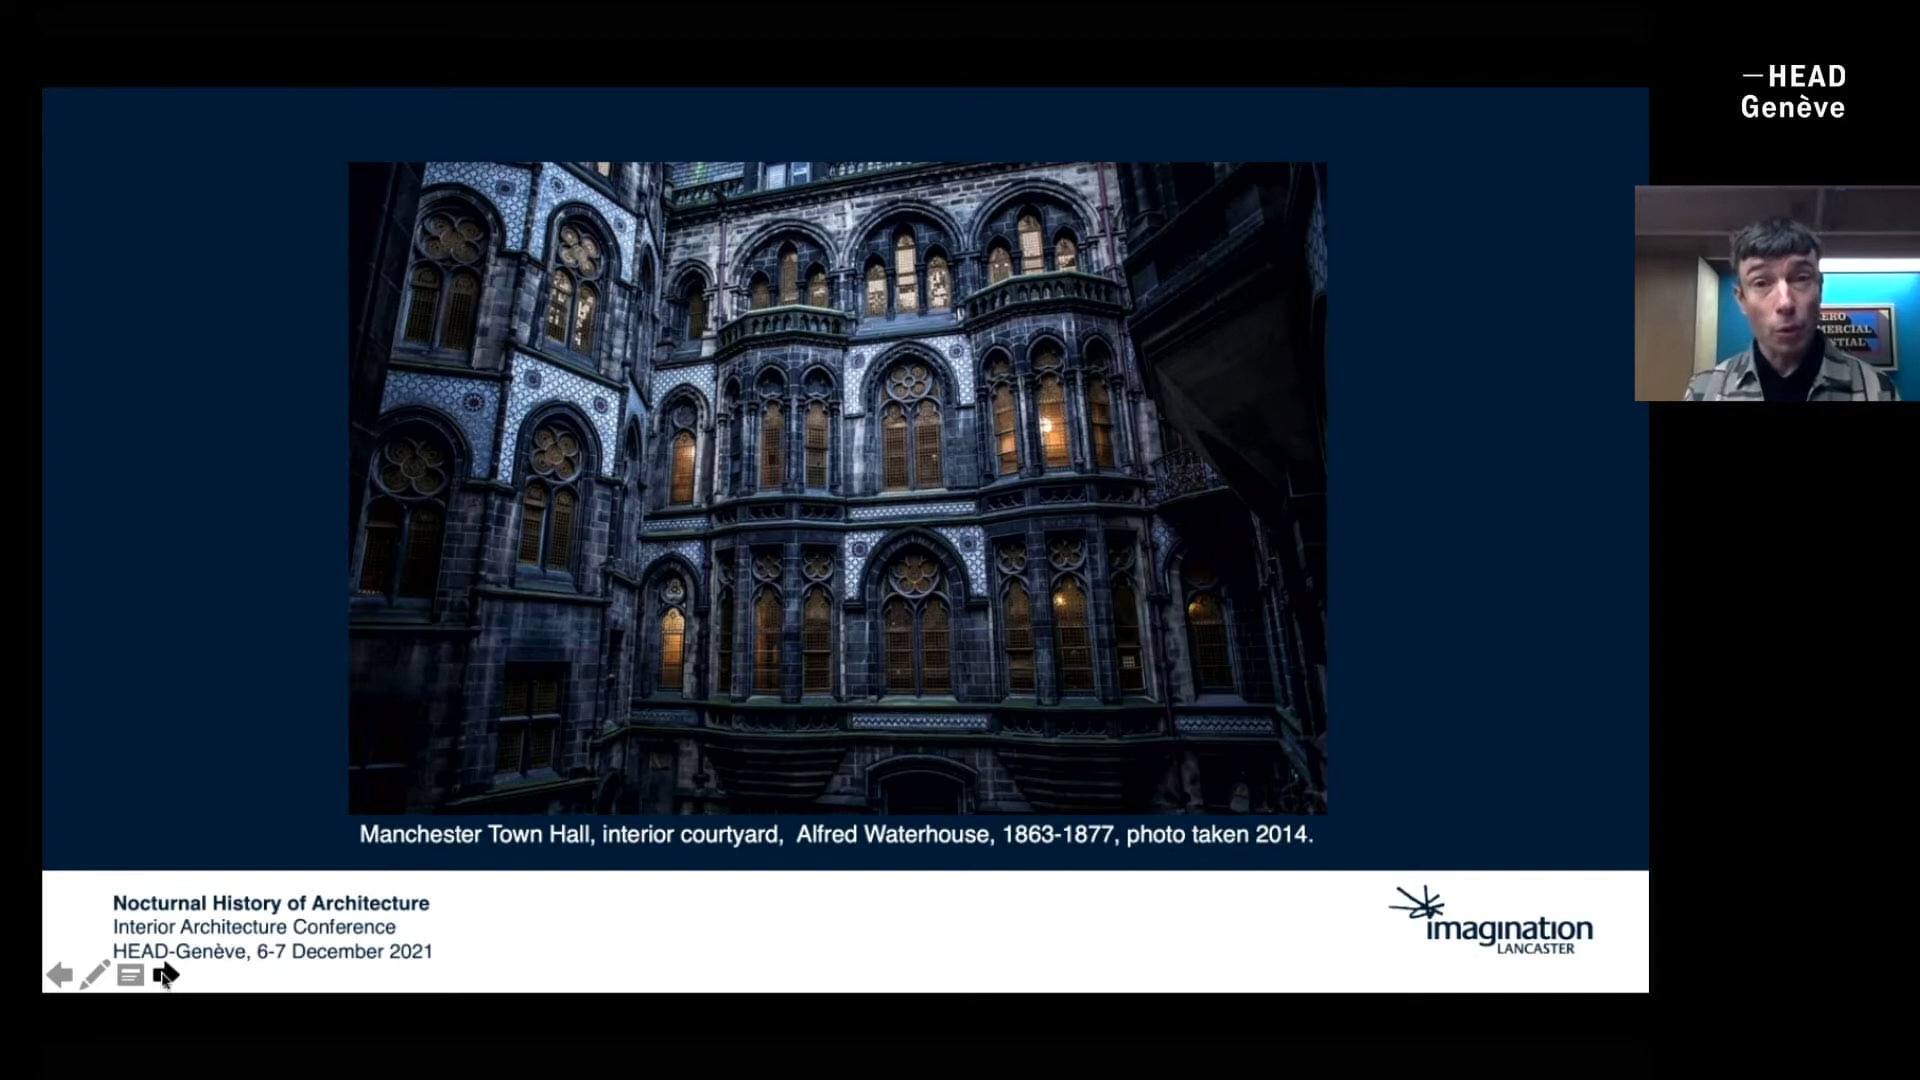 —HEAD
Genève
Manchester Town Hall, interior courtyard, Alfred Waterhouse, 1863-1877, photo taken 2014.
Nocturnal History of Architecture
Interior Architecture Conference
HEAD-Genève, 6-7 December 2021
imagination
LANCASTER